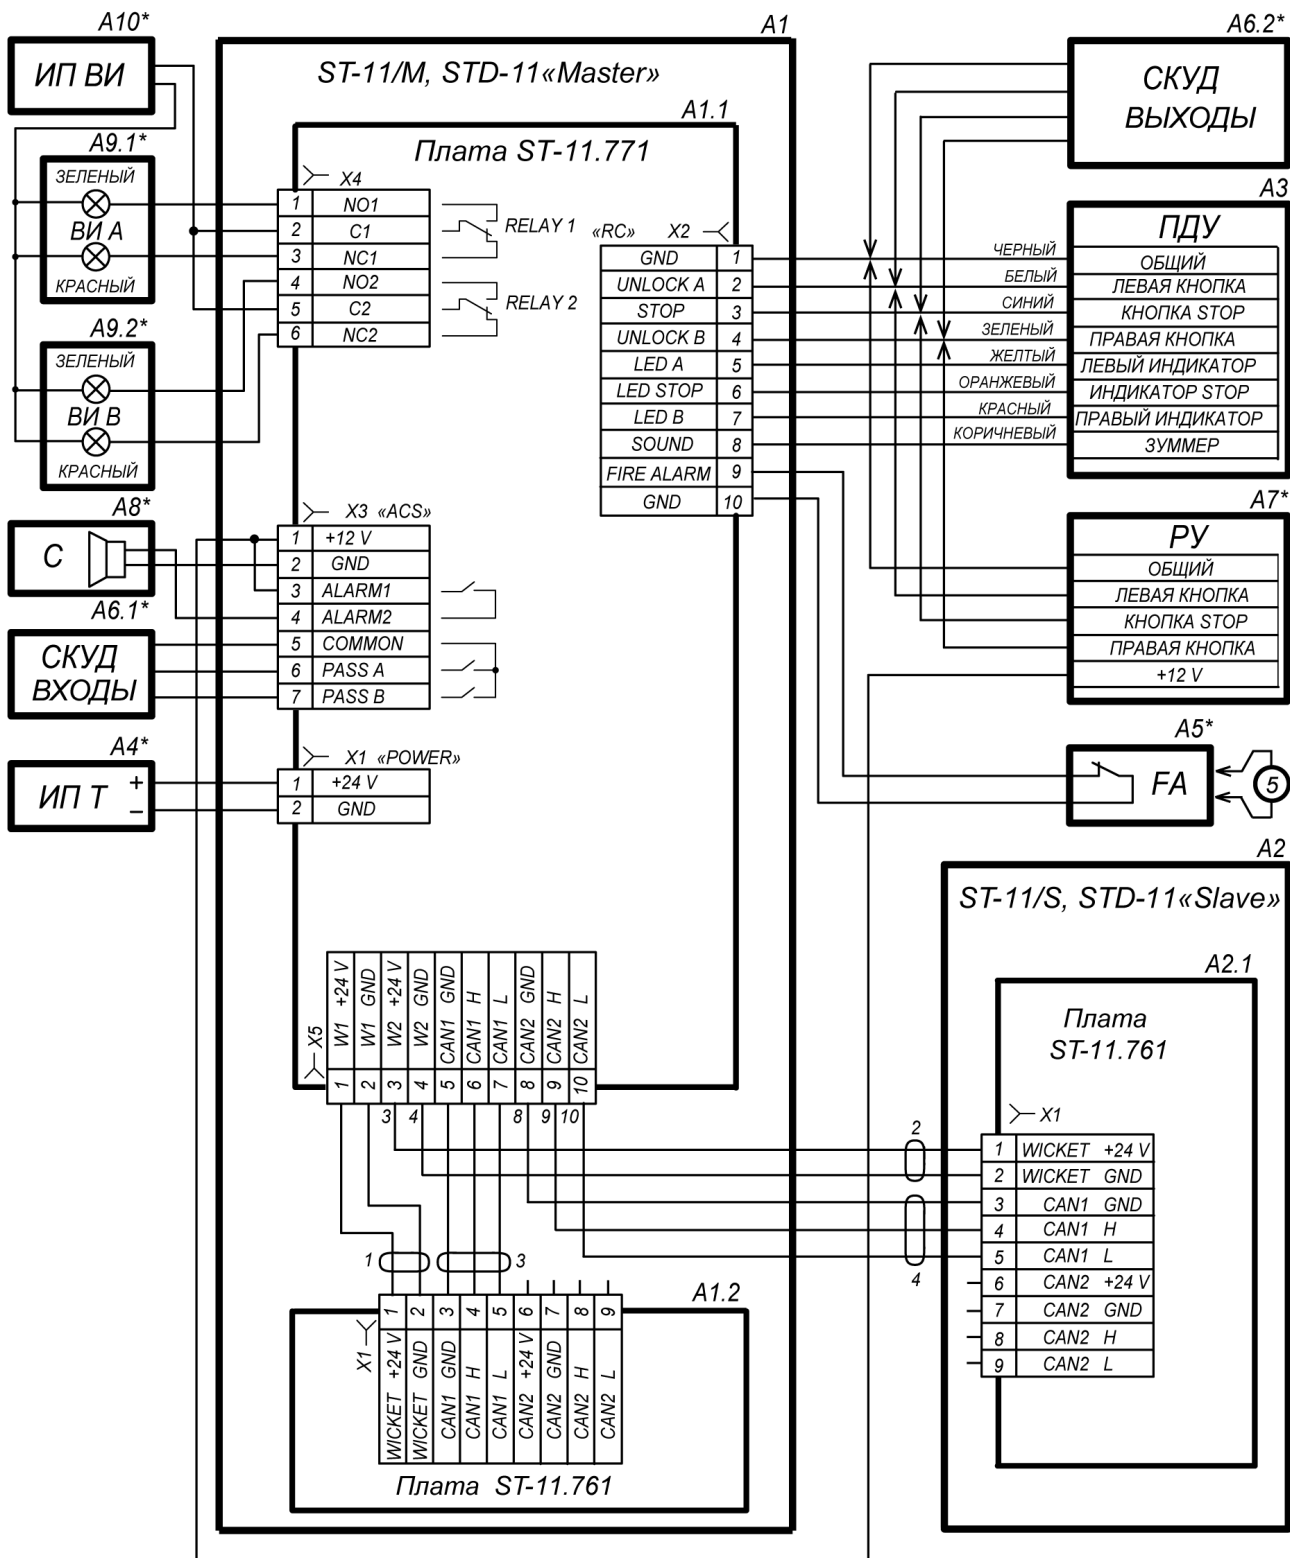 A10*
ИП ВИ
A9.1*
ЗЕЛЕНЫЙ
ВИ А
КРАСНЫЙ
A9.2*
ЗЕЛЕНЫЙ
ВИ В
КРАСНЫЙ
A8*
С
A6.1*
СКУД
ВХОДЫ
A4*
ИП Т
+
−
A1
ST-11/M, STD-11«Master»
A1.1
Плата ST-11.771
X4
1 NO1
2 C1
3 NC1
4 NO2
5 C2
6 NC2
RELAY 1
RELAY 2
X3 «ACS»
1 +12 V
2 GND
3 ALARM1
4 ALARM2
5 COMMON
6 PASS A
7 PASS B
X1 «POWER»
1 +24 V
2 GND
«RC» X2
GND 1
UNLOCK A 2
STOP 3
UNLOCK B 4
LED A 5
LED STOP 6
LED B 7
SOUND 8
FIRE ALARM 9
GND 10
ЧЕРНЫЙ
БЕЛЫЙ
СИНИЙ
ЗЕЛЕНЫЙ
ЖЕЛТЫЙ
ОРАНЖЕВЫЙ
КРАСНЫЙ
КОРИЧНЕВЫЙ
A6.2*
СКУД
ВЫХОДЫ
A3
ПДУ
ОБЩИЙ
ЛЕВАЯ КНОПКА
КНОПКА STOP
ПРАВАЯ КНОПКА
ЛЕВЫЙ ИНДИКАТОР
ИНДИКАТОР STOP
ПРАВЫЙ ИНДИКАТОР
ЗУММЕР
A7*
РУ
ОБЩИЙ
ЛЕВАЯ КНОПКА
КНОПКА STOP
ПРАВАЯ КНОПКА
+12 V
A5*
FA
5
X5
1 W1 +24 V
2 W1 GND
3 W2 +24 V
4 W2 GND
5 CAN1 GND
6 CAN1 H
7 CAN1 L
8 CAN2 GND
9 CAN2 H
10 CAN2 L
3 4 8 9 10
1
3
2
4
A1.2
X1
1 WICKET +24 V
2 WICKET GND
3 CAN1 GND
4 CAN1 H
5 CAN1 L
6 CAN2 +24 V
7 CAN2 GND
8 CAN2 H
9 CAN2 L
Плата ST-11.761
A2
ST-11/S, STD-11«Slave»
A2.1
Плата
ST-11.761
X1
1 WICKET +24 V
2 WICKET GND
3 CAN1 GND
4 CAN1 H
5 CAN1 L
6 CAN2 +24 V
7 CAN2 GND
8 CAN2 H
9 CAN2 L